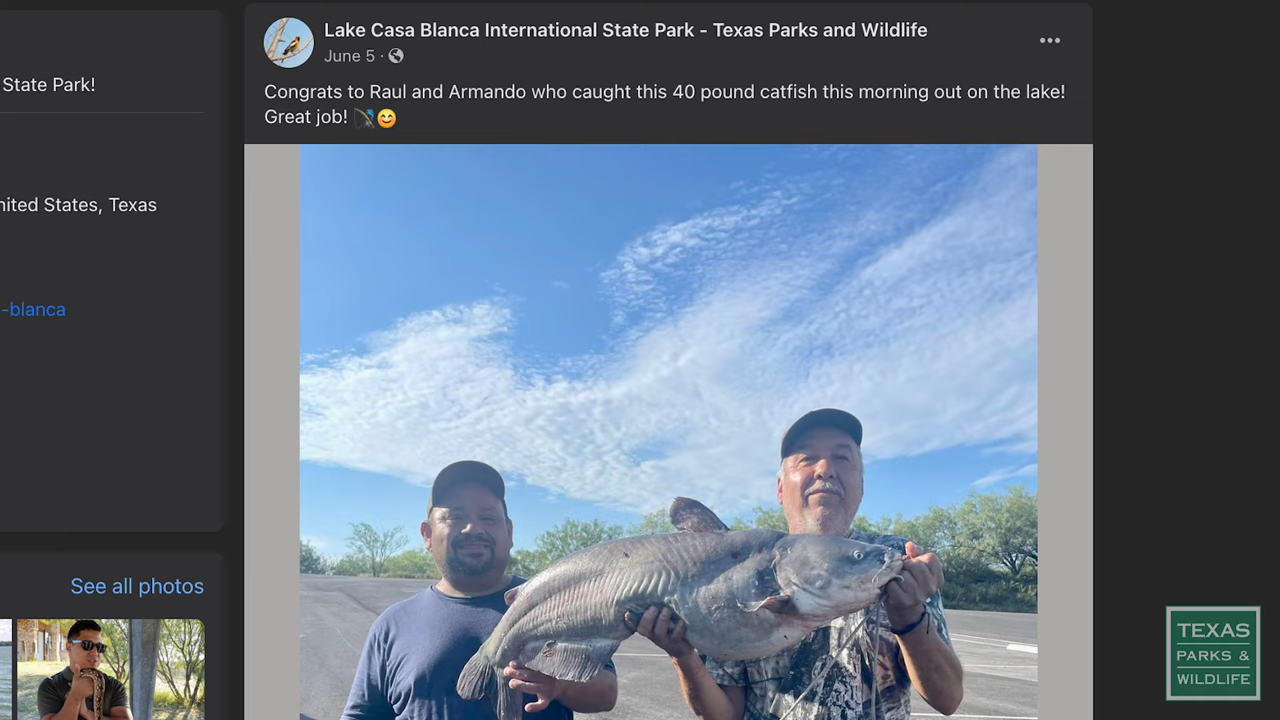 State Park!
nited States, Texas
-blanca
See all photos
Lake Casa Blanca International State Park - Texas Parks and Wildlife
June 5 ·
Congrats to Raul and Armando who caught this 40 pound catfish this morning out on the lake!
Great job! 🎣😊
TEXAS
PARKS &
WILDLIFE